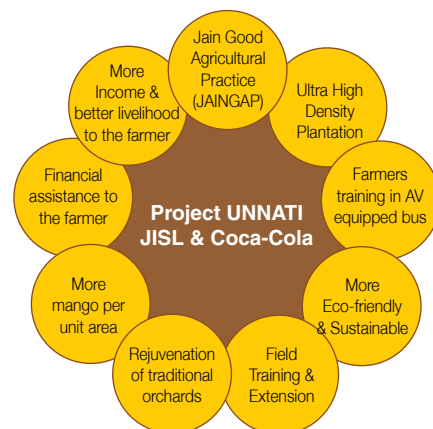 Jain Good
Agricultural
Practice
(JAINGAP)
Ultra High
Density
Plantation
Farmers
training in AV
equipped bus
More
Eco-friendly
& Sustainable
Field
Training &
Extension
Rejuvenation
of traditional
orchards
More
mango per
unit area
Financial
assistance to
the farmer
More
Income &
better livelihood
to the farmer
Project UNNATI
JISL & Coca-Cola